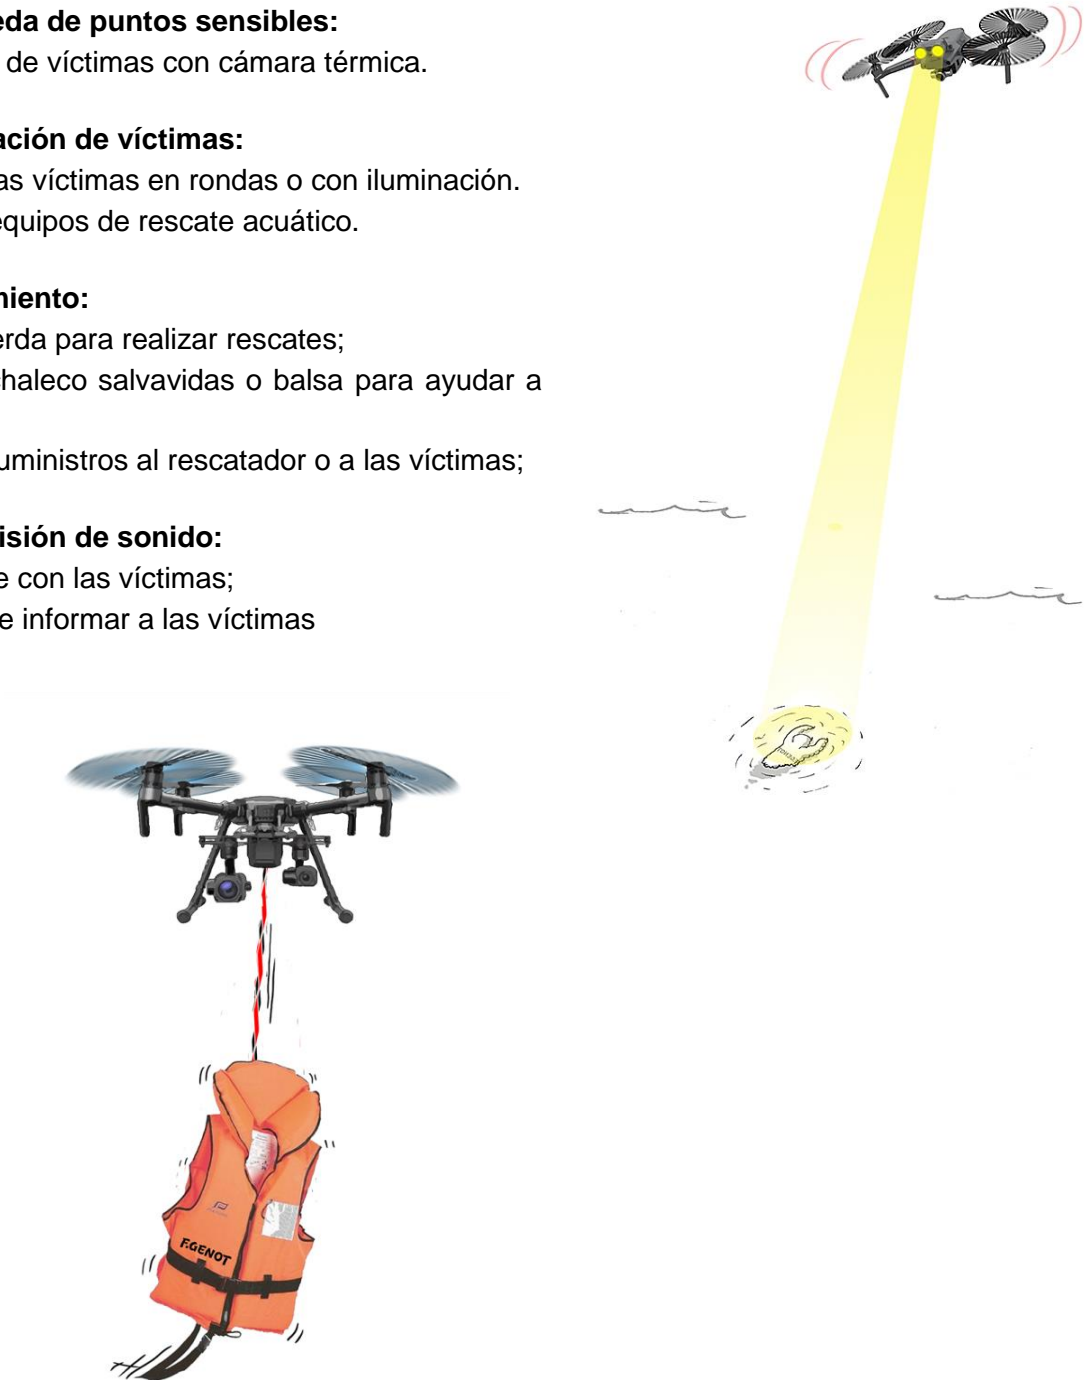 eda de puntos sensibles:
de víctimas con cámara térmica.
ación de víctimas:
as víctimas en rondas o con iluminación.
equipos de rescate acuático.
miento:
erda para realizar rescates;
chaleco salvavidas o balsa para ayudar a
uministros al rescatador o a las víctimas;
isión de sonido:
e con las víctimas;
e informar a las víctimas
F.GENOT